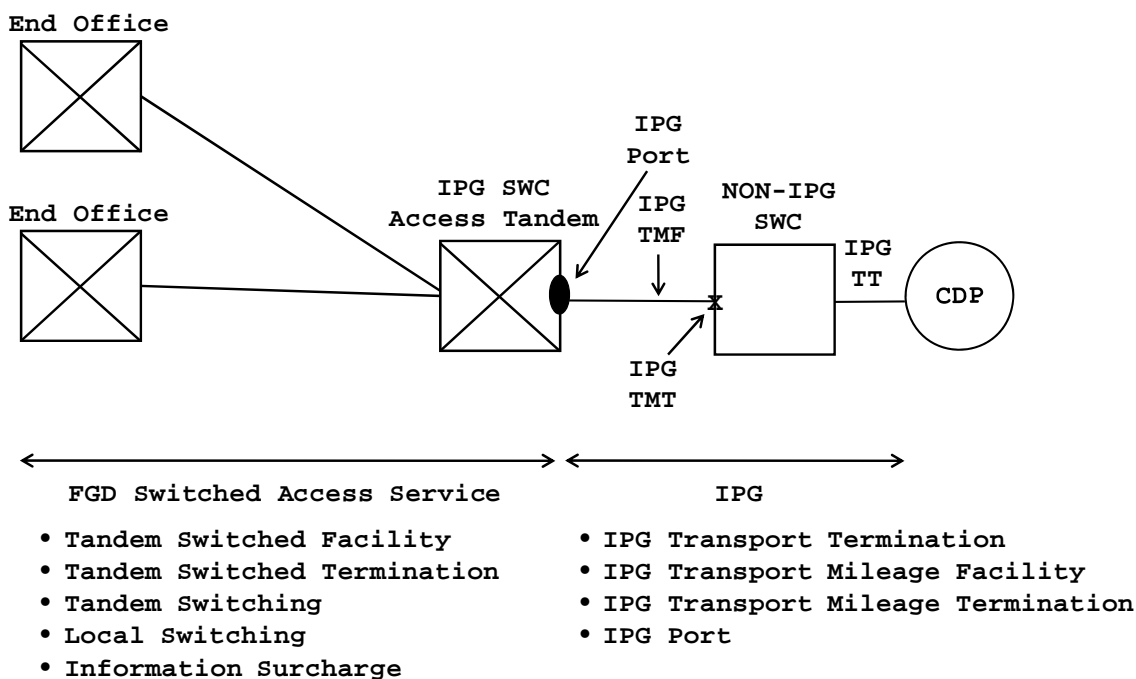 End Office
End Office
IPG SWC
Access Tandem
IPG
Port
IPG
TMF
NON-IPG
SWC
IPG
TT
CDP
x
IPG
TMT
FGD Switched Access Service
• Tandem Switched Facility
• Tandem Switched Termination
• Tandem Switching
• Local Switching
• Information Surcharge
IPG
• IPG Transport Termination
• IPG Transport Mileage Facility
• IPG Transport Mileage Termination
• IPG Port